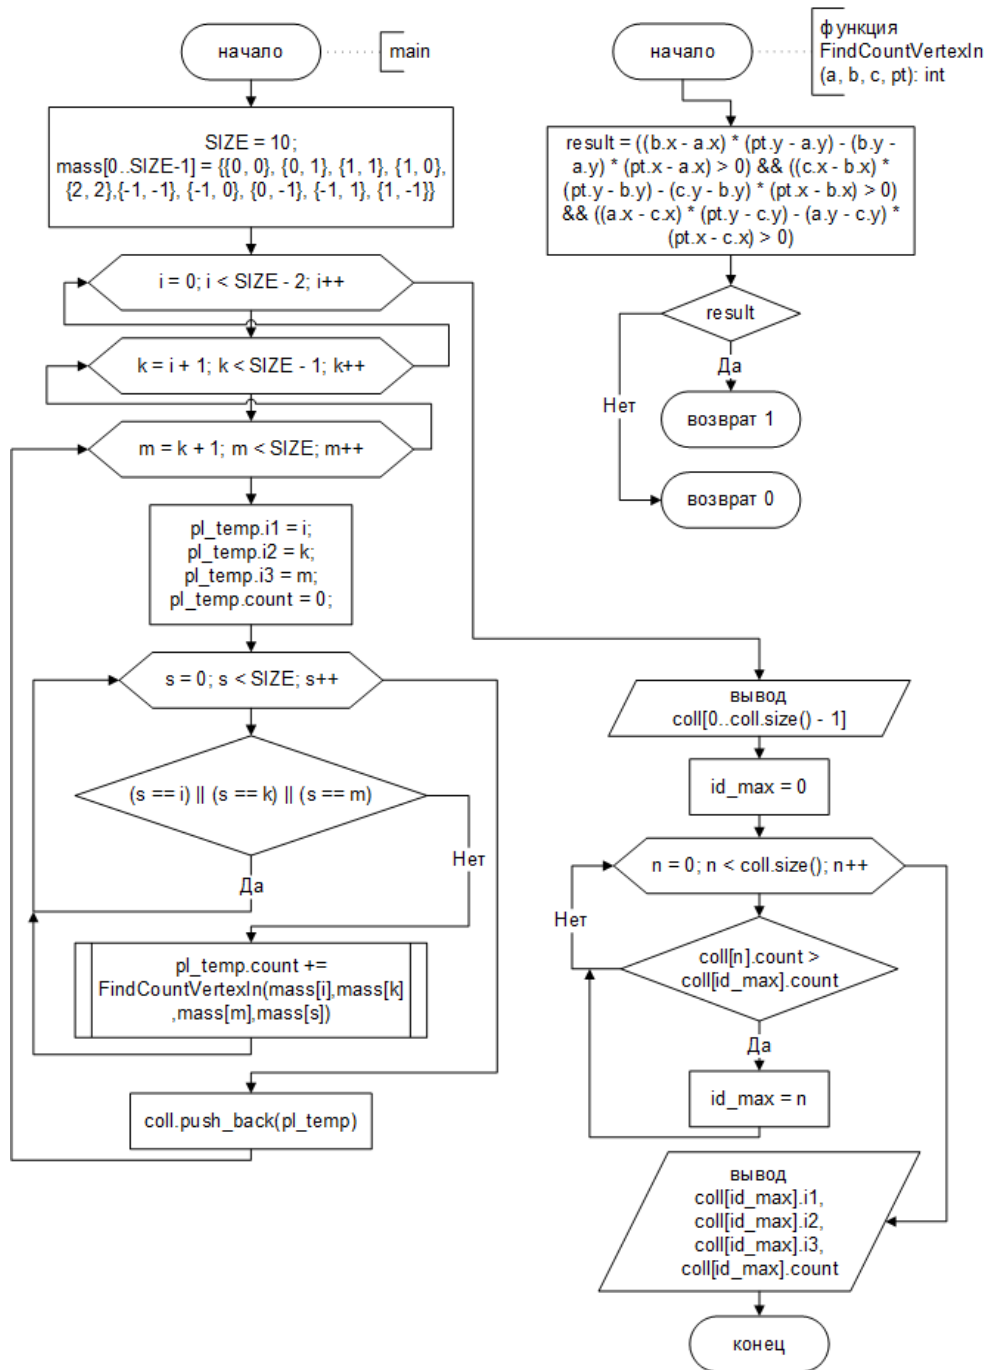 начало
main
SIZE = 10;
mass[0..SIZE-1] = {{0, 0}, {0, 1}, {1, 1}, {1, 0},
{2, 2},{-1, -1}, {-1, 0}, {0, -1}, {-1, 1}, {1, -1}}
i = 0; i < SIZE - 2; i++
k = i + 1; k < SIZE - 1; k++
m = k + 1; m < SIZE; m++
pl_temp.i1 = i;
pl_temp.i2 = k;
pl_temp.i3 = m;
pl_temp.count = 0;
s = 0; s < SIZE; s++
(s == i) || (s == k) || (s == m)
Нет
Да
pl_temp.count +=
FindCountVertexIn(mass[i],mass[k]
,mass[m],mass[s])
coll.push_back(pl_temp)
начало
функция
FindCountVertexIn
(a, b, c, pt): int
result = ((b.x - a.x) * (pt.y - a.y) - (b.y -
a.y) * (pt.x - a.x) > 0) && ((c.x - b.x) *
(pt.y - b.y) - (c.y - b.y) * (pt.x - b.x) > 0)
&& ((a.x - c.x) * (pt.y - c.y) - (a.y - c.y) *
(pt.x - c.x) > 0)
result
Да
Нет
возврат 1
возврат 0
вывод
coll[0..coll.size() - 1]
id_max = 0
n = 0; n < coll.size(); n++
Нет
coll[n].count >
coll[id_max].count
Да
id_max = n
вывод
coll[id_max].i1,
coll[id_max].i2,
coll[id_max].i3,
coll[id_max].count
конец